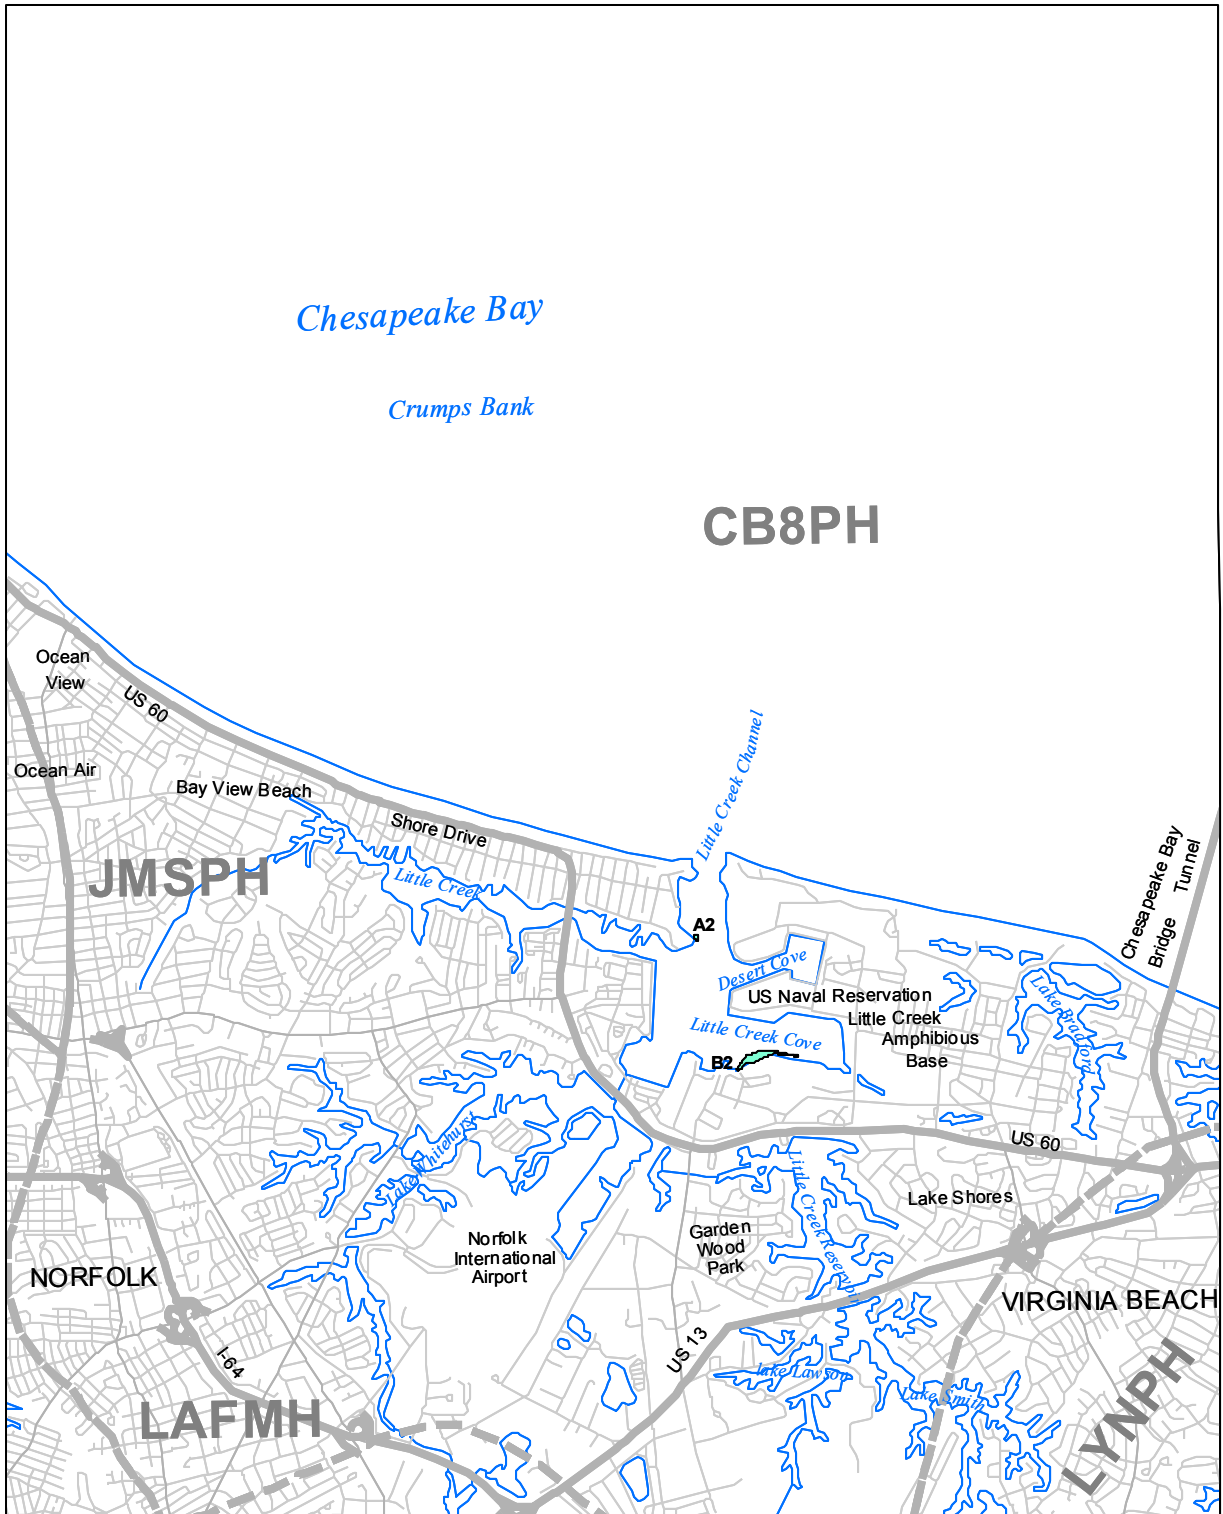 Chesapeake Bay
Crumps Bank
CB8PH
Ocean
View
US 60
Ocean Air
Bay View Beach
Shore Drive
Little Creek Channel
Chesapeake Bay
Bridge Tunnel
JMSPH
Little Creek
A2
Desert Cove
US Naval Reservation
Little Creek
Amphibious
Base
Lake Bradford
Little Creek Cove
B2
Lake Whitehurst
US 60
Little Creek Reservoir
Lake Shores
Garden
Wood
Park
Norfolk
International
Airport
NORFOLK
VIRGINIA BEACH
US 13
I-64
lake Lawson
Lake Smith
LAFMH
LYNPH